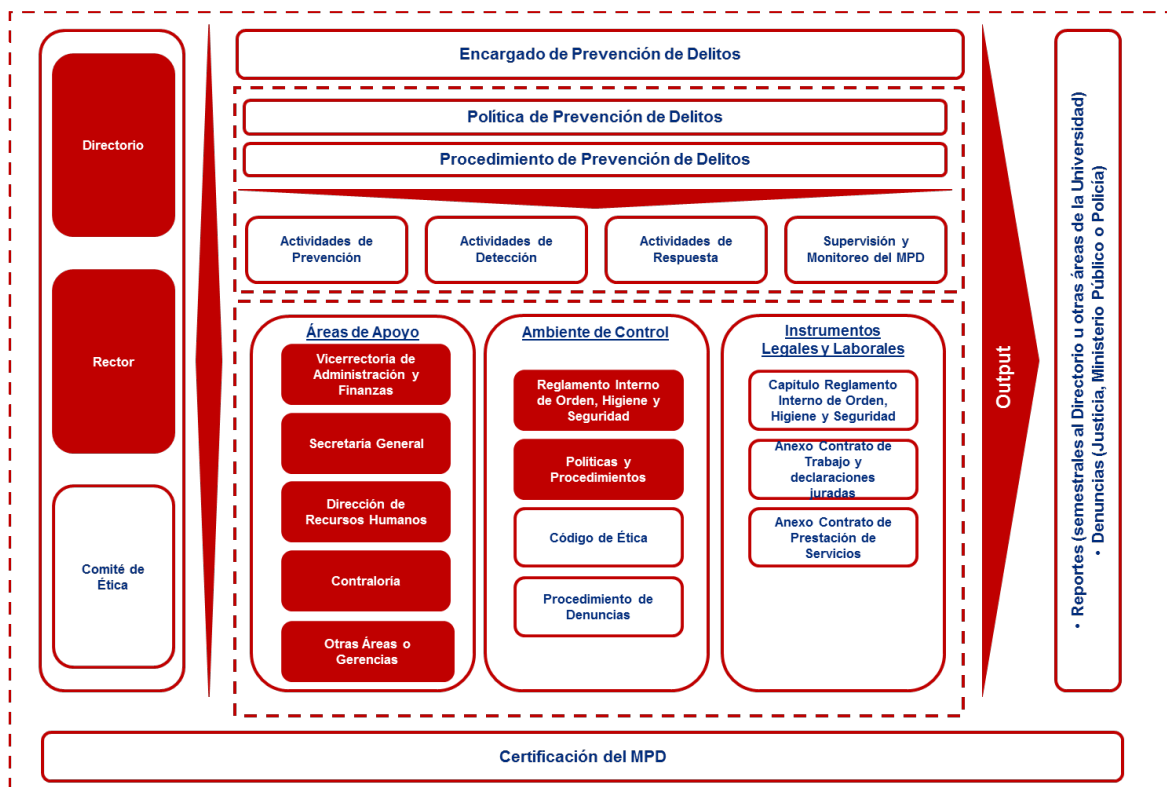 Directorio
Rector
Comité de
Ética
Encargado de Prevención de Delitos
Política de Prevención de Delitos
Procedimiento de Prevención de Delitos
Actividades de
Prevención
Actividades de
Detección
Actividades de
Respuesta
Supervisión y
Monitoreo del MPD
Áreas de Apoyo
Vicerrectoría de
Administración y
Finanzas
Secretaría General
Dirección de
Recursos Humanos
Contraloría
Otras Áreas o
Gerencias
Ambiente de Control
Reglamento Interno
de Orden, Higiene y
Seguridad
Políticas y
Procedimientos
Código de Ética
Procedimiento de
Denuncias
Instrumentos
Legales y Laborales
Capítulo Reglamento
Interno de Orden,
Higiene y Seguridad
Anexo Contrato de
Trabajo y
declaraciones
juradas
Anexo Contrato de
Prestación de
Servicios
Output
• Reportes (semestrales al Directorio u otras áreas de la Universidad)
• Denuncias (Justicia, Ministerio Público o Policía)
Certificación del MPD